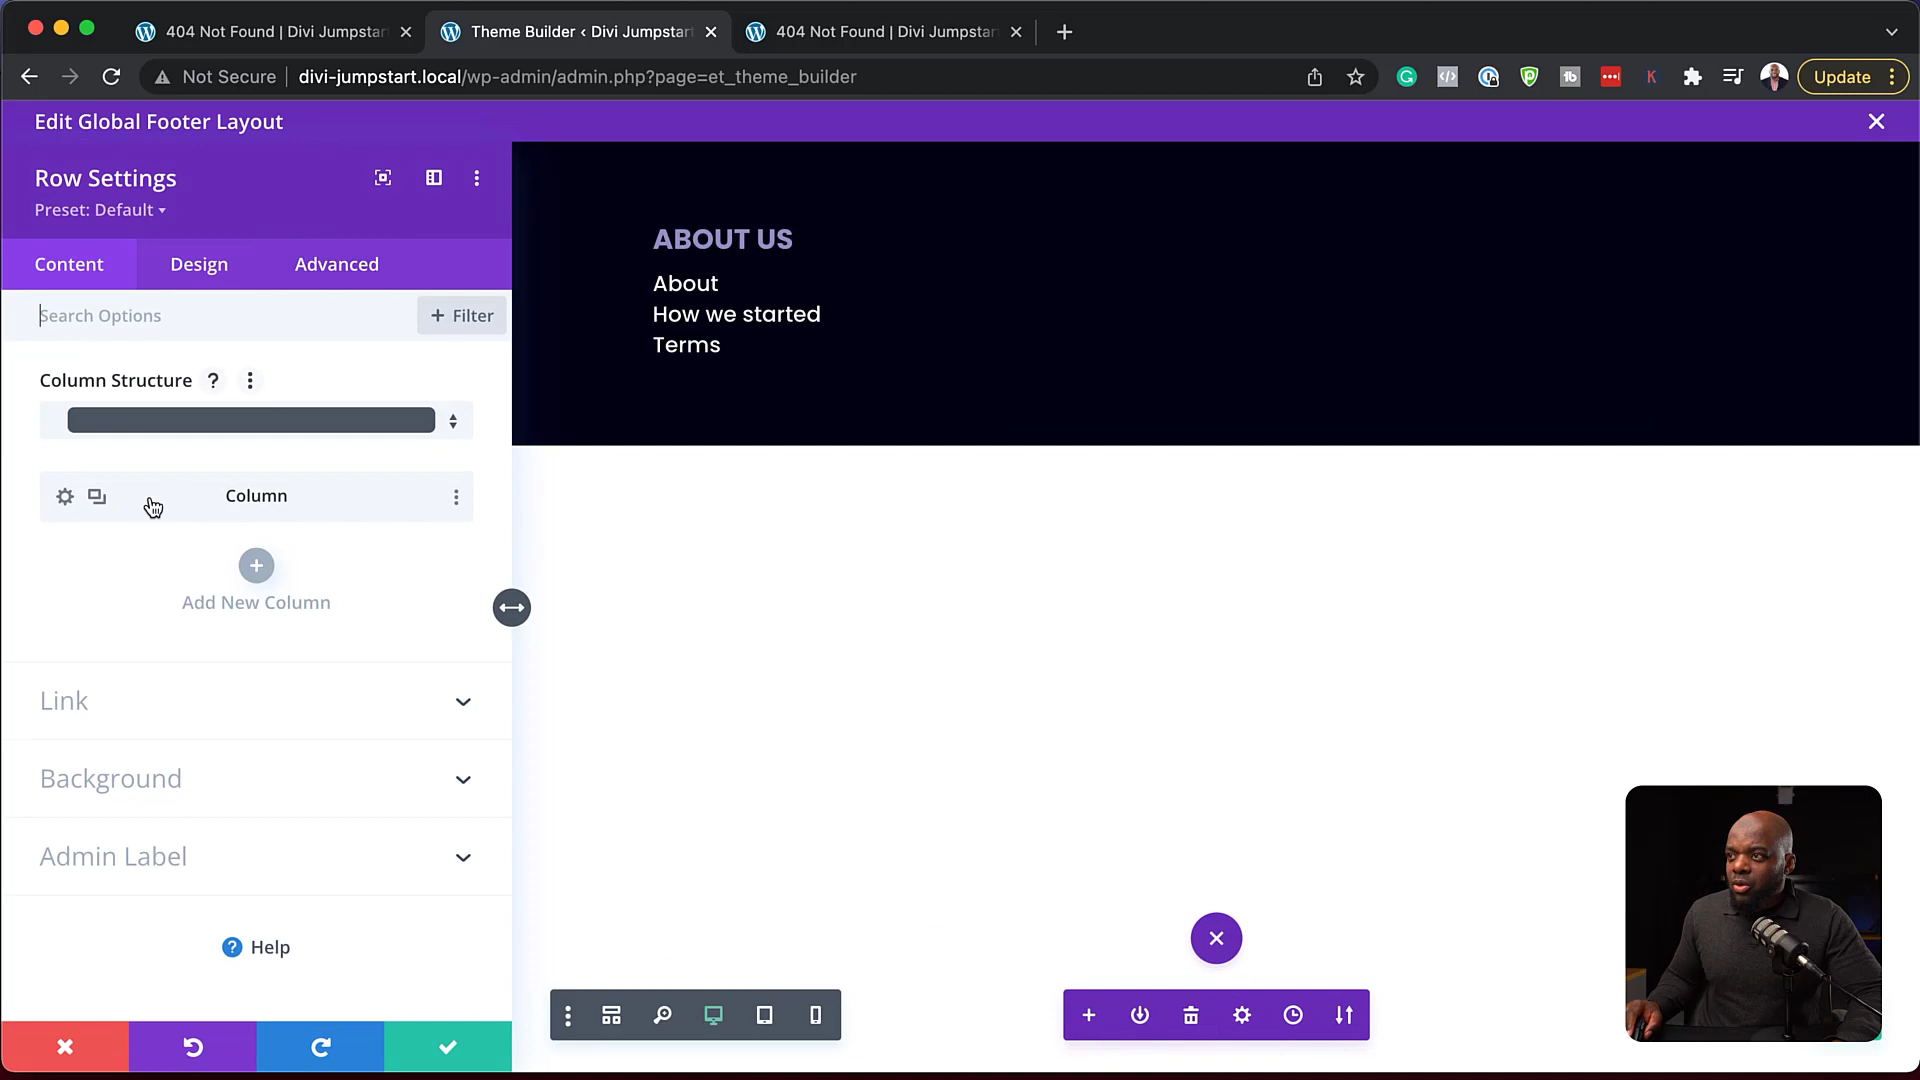 404 Not Found | Divi Jumpstar
Theme Builder ‹ Divi Jumpstart
404 Not Found | Divi Jumpstar
Not Secure
divi-jumpstart.local/wp-admin/admin.php?page=et_theme_builder
Update
Edit Global Footer Layout
Row Settings
Preset: Default
Content
Design
Advanced
Search Options
+ Filter
Column Structure
Column
Add New Column
Link
Background
Admin Label
Help
ABOUT US
About
How we started
Terms